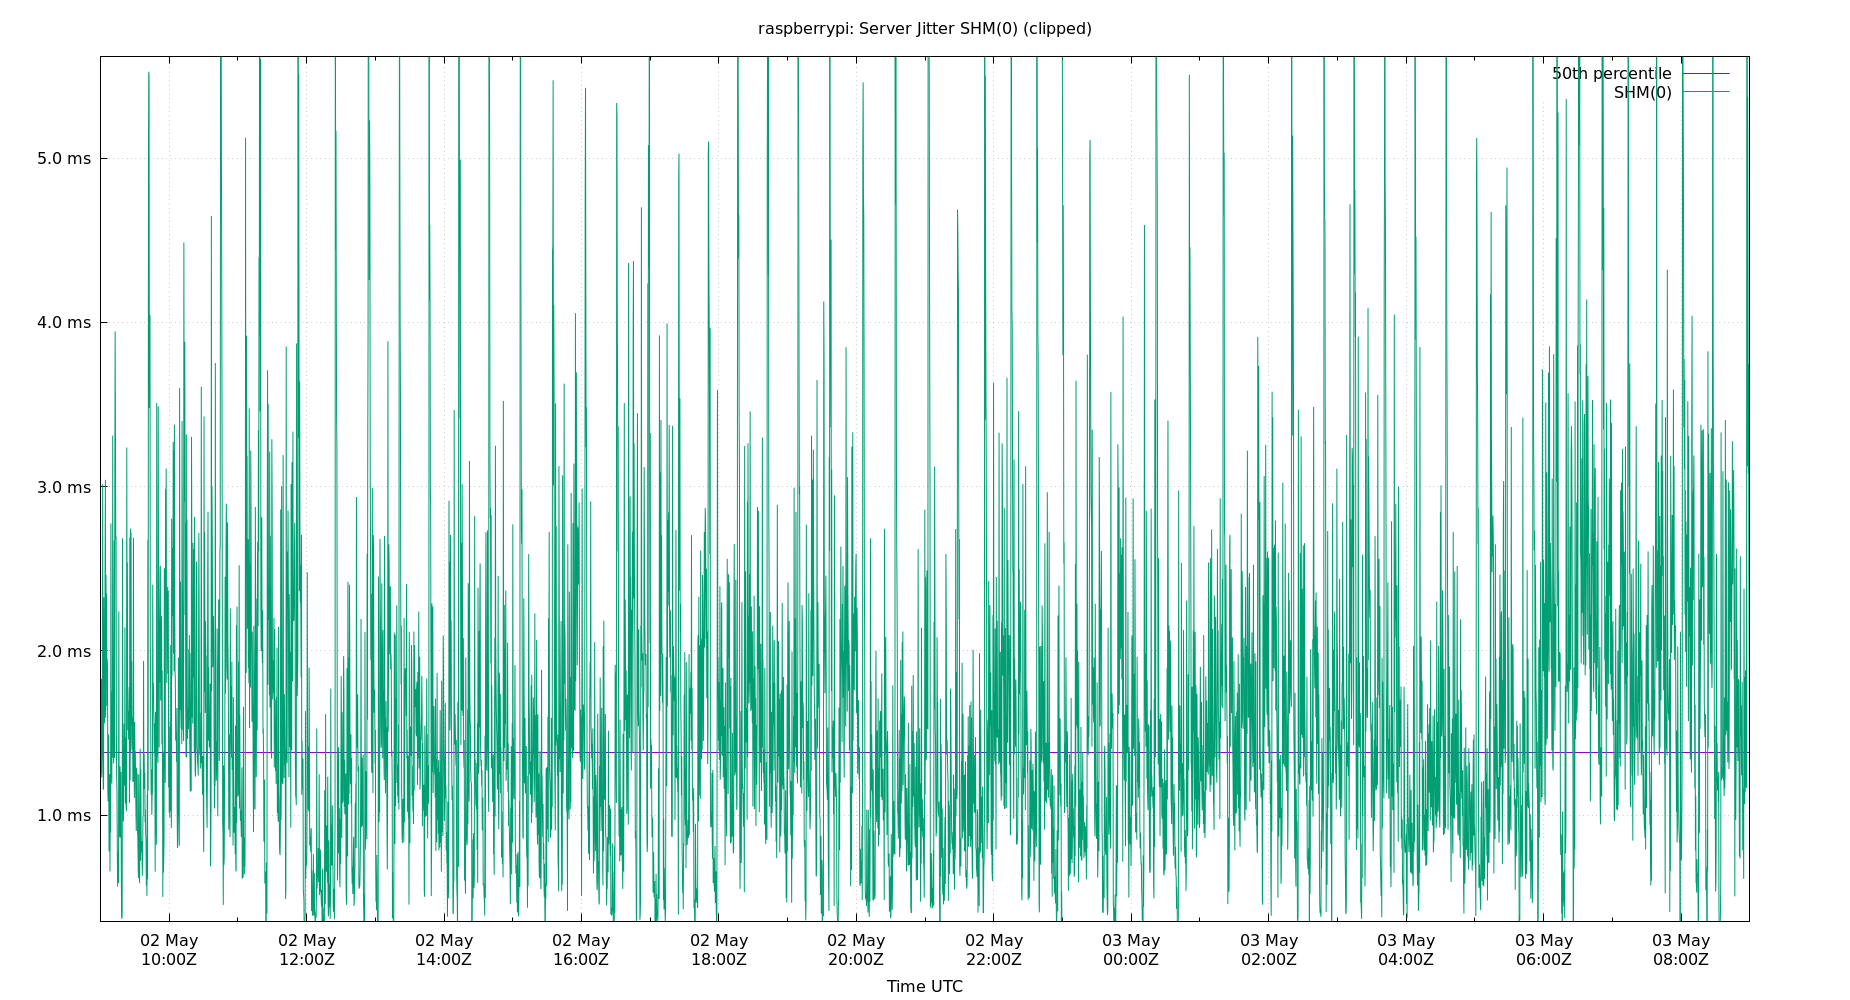 raspberrypi: Server Jitter SHM(0) (clipped)
50th percentile
SHM(0)
5.0 ms
4.0 ms
3.0 ms
2.0 ms
1.0 ms
02 May 02 May 02 May 02 May 02 May 02 May 02 May 03 May 03 May 03 May 03 May 03 May
10:00Z 12:00Z 14:00Z 16:00Z 18:00Z 20:00Z 22:00Z 00:00Z 02:00Z 04:00Z 06:00Z 08:00Z
Time UTC